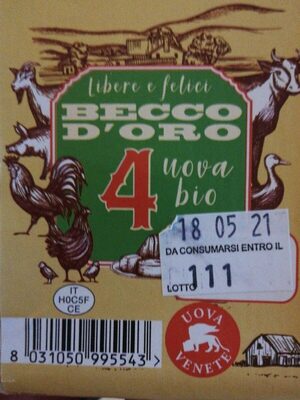 Libere e felici
BECCO
D'ORO
4 uova
bio
18 05 21
DA CONSUMARSI ENTRO IL
111
LOTTO
IT
H0C5F
CE
UOVA
VENETE
8 031050 995543 >